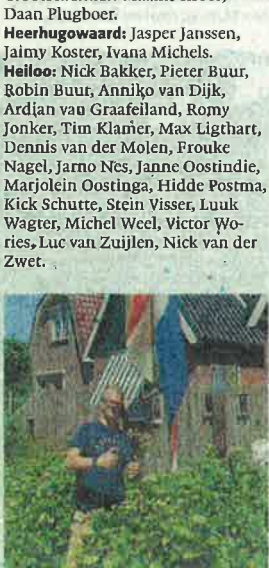 Daan Plugboer.
Heerhugowaard: Jasper Janssen,
Jaimy Koster, Ivana Michels.
Heiloo: Nick Bakker, Pieter Buur,
Robin Buur, Anniko van Dijk,
Ardjan van Graafeiland, Romy
Jonker, Tim Klamer, Max Ligthart,
Dennis van der Molen, Frouke
Nagel, Jarno Nes, Janne Oostindie,
Marjolein Oostinga, Hidde Postma,
Kick Schutte, Stein Visser, Luuk
Wagter, Michel Weel, Victor Wo-
ries, Luc van Zuijlen, Nick van der
Zwet.